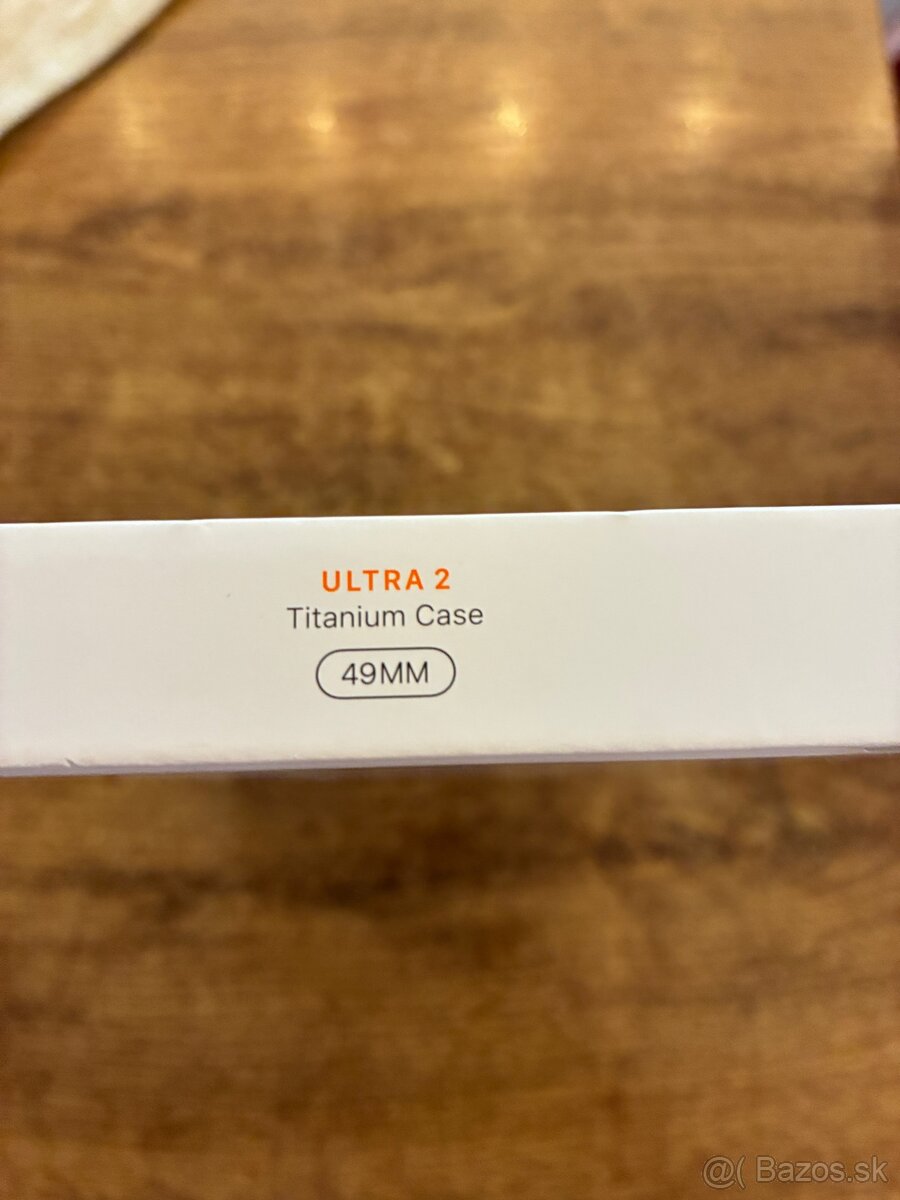 ULTRA 2
Titanium Case
49MM
@( Bazos.sk